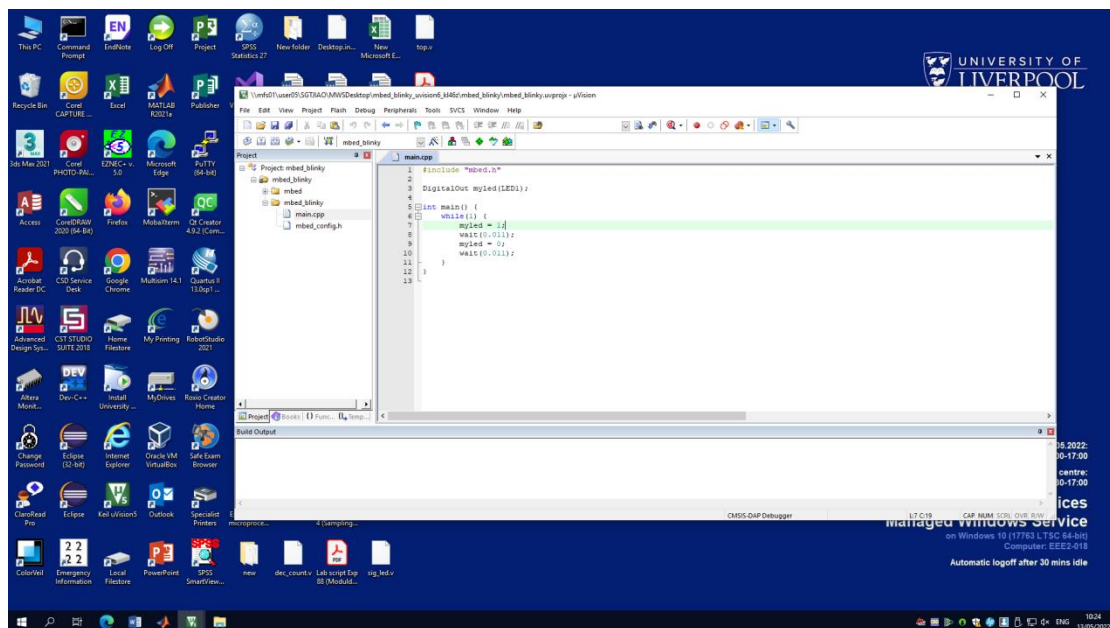 This PC
Command Prompt
EndNote
Log Off
Project
SPSS Statistics 27
New folder
Desktop.in...
New Microsoft E...
top.v
UNIVERSITY OF
LIVERPOOL
Recycle Bin
Corel CAPTURE ...
Excel
MATLAB R2021a
Publisher
\\mfs01\user05\SGTJIAO\MWSDesktop\mbed_blinky_uvision6_kl46z\mbed_blinky\mbed_blinky.uvprojx - µVision
File Edit View Project Flash Debug Peripherals Tools SVCS Window Help
mbed_blinky
Project
main.cpp
Project: mbed_blinky
mbed_blinky
mbed
mbed_blinky
main.cpp
mbed_config.h
1 #include "mbed.h"
2
3 DigitalOut myled(LED1);
4
5 int main() {
6 while(1) {
7 myled = 1;
8 wait(0.011);
9 myled = 0;
10 wait(0.011);
11 }
12 }
13
3ds Max 2021
Corel PHOTO-PAI...
EZNEC+ v. 5.0
Microsoft Edge
PuTTY (64-bit)
Access
CorelDRAW 2020 (64-Bit)
Firefox
MobaXterm
Qt Creator 4.9.2 (Com...
Acrobat Reader DC
CSD Service Desk
Google Chrome
Multisim 14.1
Quartus II 13.0sp1 ...
Advanced Design Sys...
CST STUDIO SUITE 2018
Home Filestore
My Printing
RobotStudio 2021
Altera Monit...
Dev-C++
Install University ...
MyDrives
Roxio Creator Home
Project Books Func... Temp...
Build Output
Change Password
Eclipse (32-bit)
Internet Explorer
Oracle VM VirtualBox
Safe Exam Browser
05.2022:
00-17:00
centre:
00-17:00
ClaroRead Pro
Eclipse
Keil uVision5
Outlook
Specialist Printers
microproce...
4 (Sampling...
CMSIS-DAP Debugger
L:7 C:19
CAP NUM SCRL OVR R/W
ices
Managed Windows Service
on Windows 10 (17763 LTSC 64-bit)
Computer: EEE2-018
Automatic logoff after 30 mins idle
ColorVeil
Emergency Information
Local Filestore
PowerPoint
SPSS SmartView...
new
dec_count.v
Lab script Exp 88 (Moduld...
sig_led.v
ENG
10:24
13/05/2022